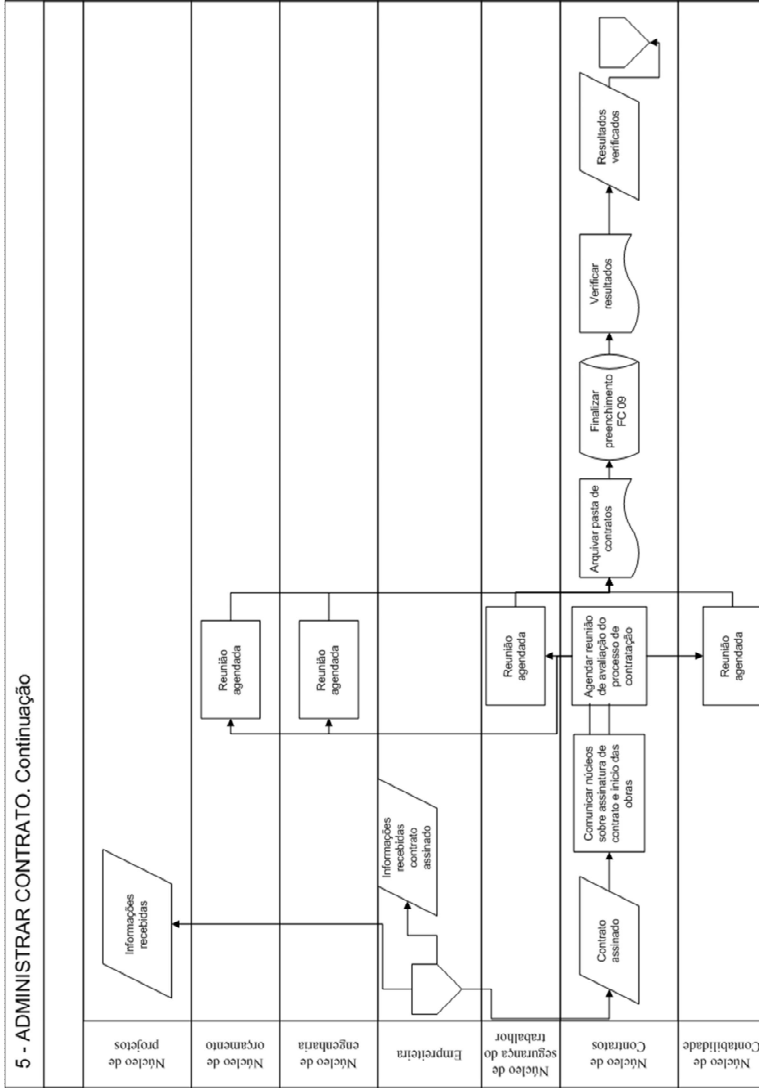 5 - ADMINISTRAR CONTRATO. Continuação
Núcleo de
projetos
Informações
recebidas
Núcleo de
orçamento
Reunião
agendada
Núcleo de
engenharia
Reunião
agendada
Empreiteira
Informações
recebidas
contrato
assinado
Núcleo de
segurança do
trabalhor
Reunião
agendada
Núcleo de
Contratos
Contrato
assinado
Comunicar núcleos
sobre assinatura de
contrato e início das
obras
Agendar reunião
de avaliação do
processo de
contratação
Arquivar pasta de
contratos
Finalizar
preenchimento
FC 09
Verificar
resultados
Resultados
verificados
Núcleo de
Contabilidade
Reunião
agendada